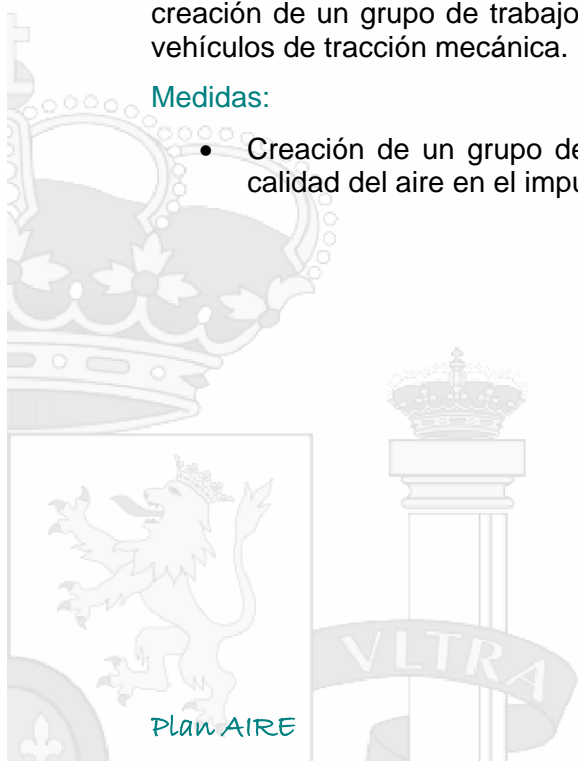 creación de un grupo de trabajo
vehículos de tracción mecánica.
Medidas:
• Creación de un grupo de
calidad del aire en el
VLTRA
Plan AIRE